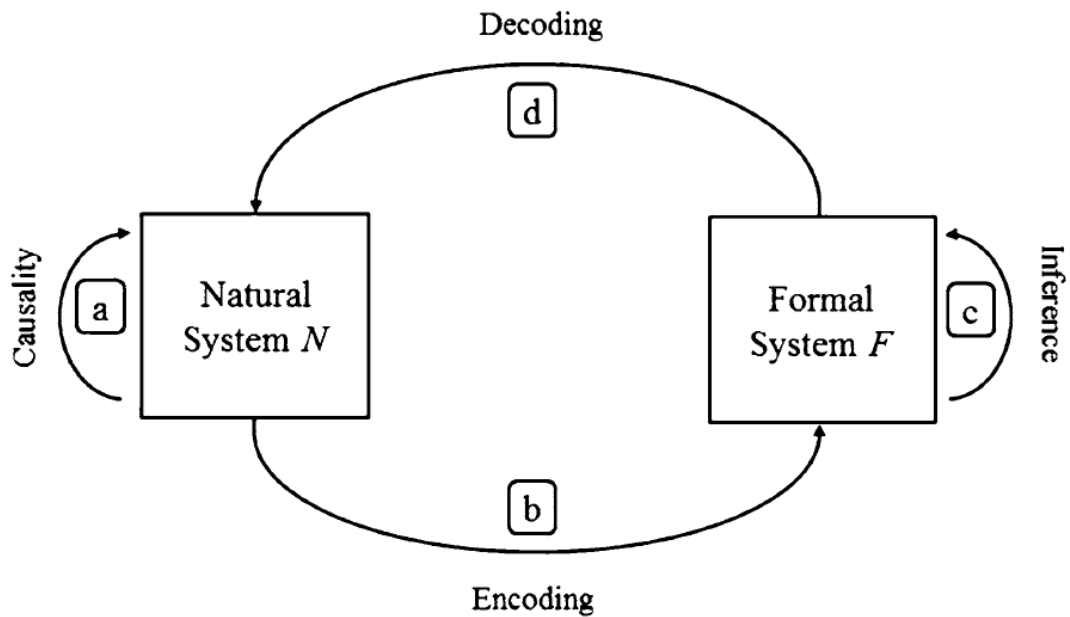 Decoding
d
Causality
a
Natural
System N
Formal
System F
c
Inference
b
Encoding